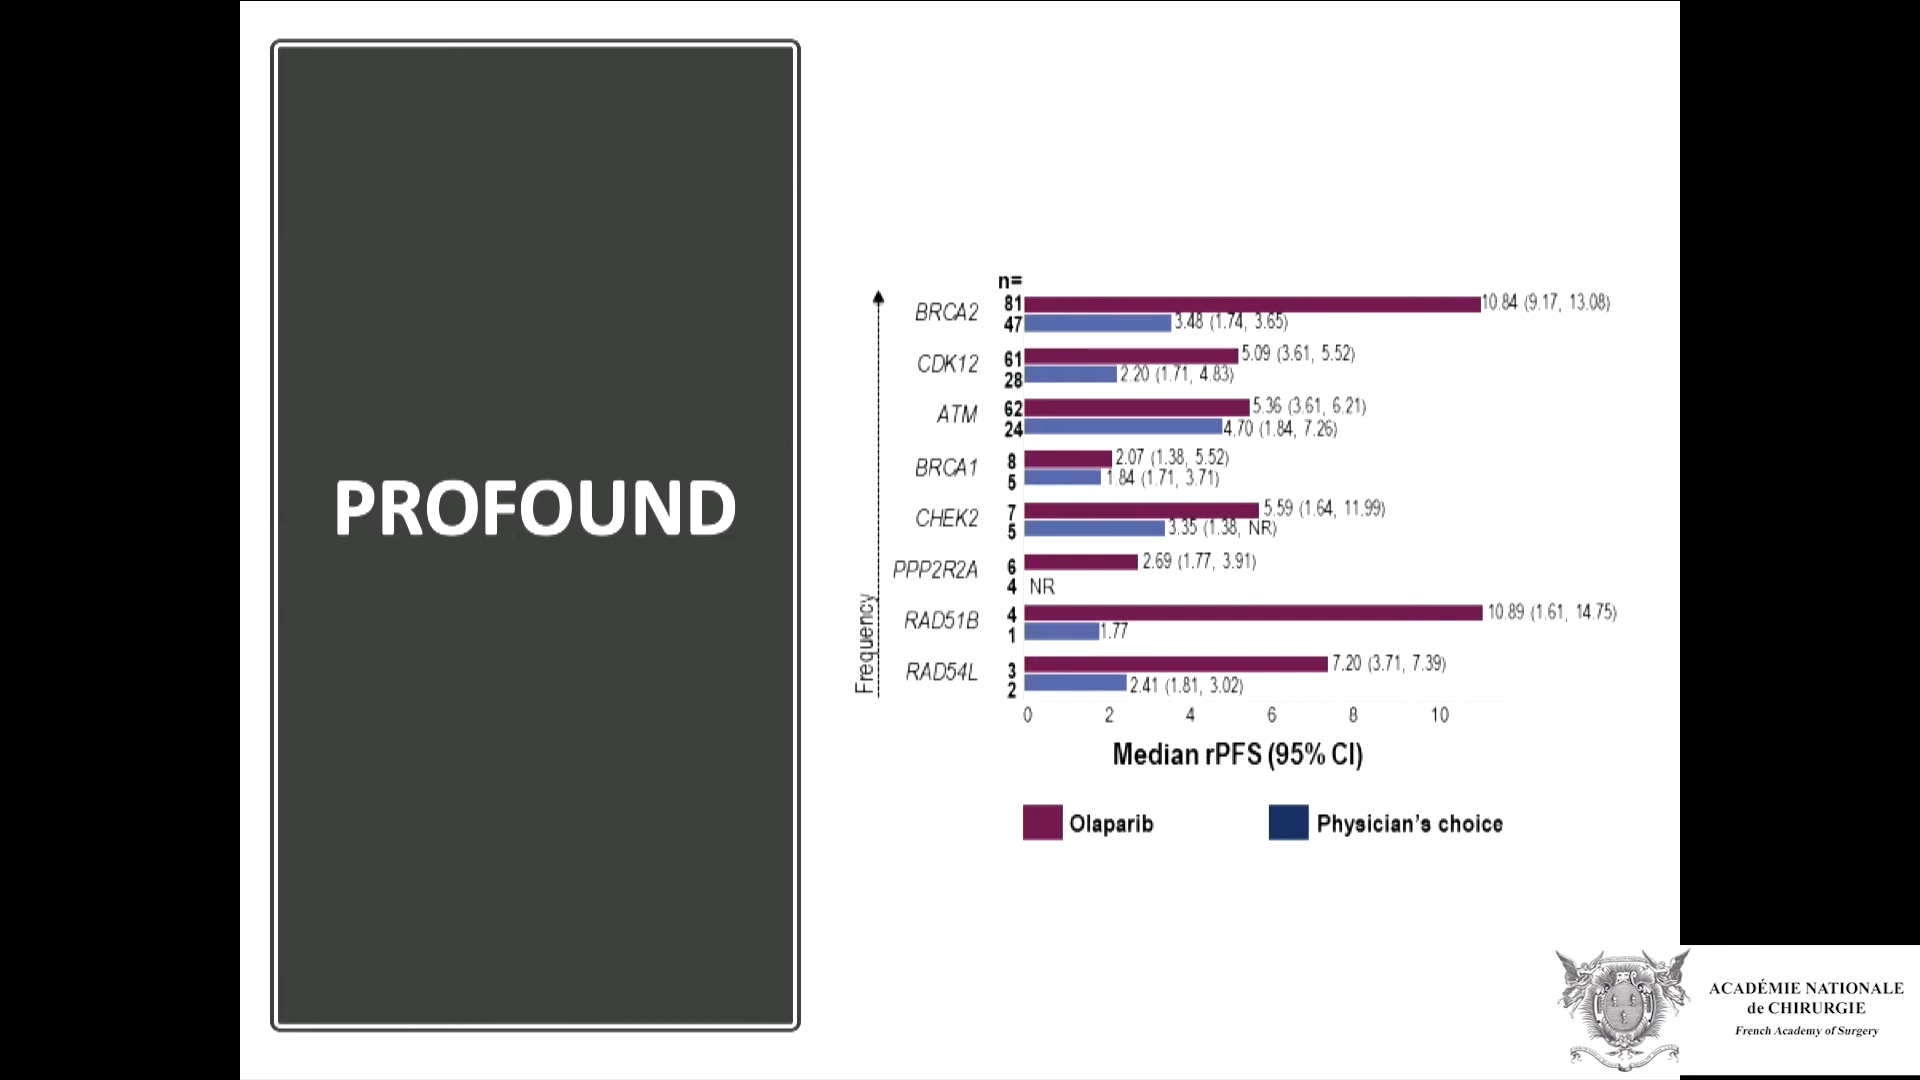 PROFOUND
n=
BRCA2
81
10.84 (9.17, 13.08)
47
3.48 (1.74, 3.65)
CDK12
61
5.09 (3.61, 5.52)
28
2.20 (1.71, 4.83)
ATM
62
5.36 (3.61, 6.21)
24
4.70 (1.84, 7.26)
BRCA1
8
2.07 (1.38, 5.52)
5
1.84 (1.71, 3.71)
CHEK2
7
5.59 (1.64, 11.99)
5
3.35 (1.38, NR)
PPP2R2A
6
2.69 (1.77, 3.91)
4
NR
RAD51B
4
10.89 (1.61, 14.75)
1
1.77
RAD54L
3
7.20 (3.71, 7.39)
2
2.41 (1.81, 3.02)
Frequency
0 2 4 6 8 10
Median rPFS (95% CI)
Olaparib
Physician's choice
ACADÉMIE NATIONALE
de CHIRURGIE
French Academy of Surgery